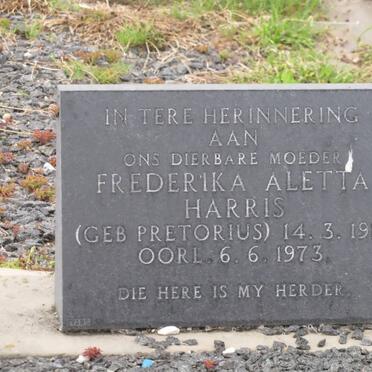 IN TERE HERINNERING
AAN
ONS DIERBARE MOEDER
FREDERIKA ALETTA
HARRIS
(GEB PRETORIUS) 14.3.19
OORL. 6.6.1973.
DIE HERE IS MY HERDER.